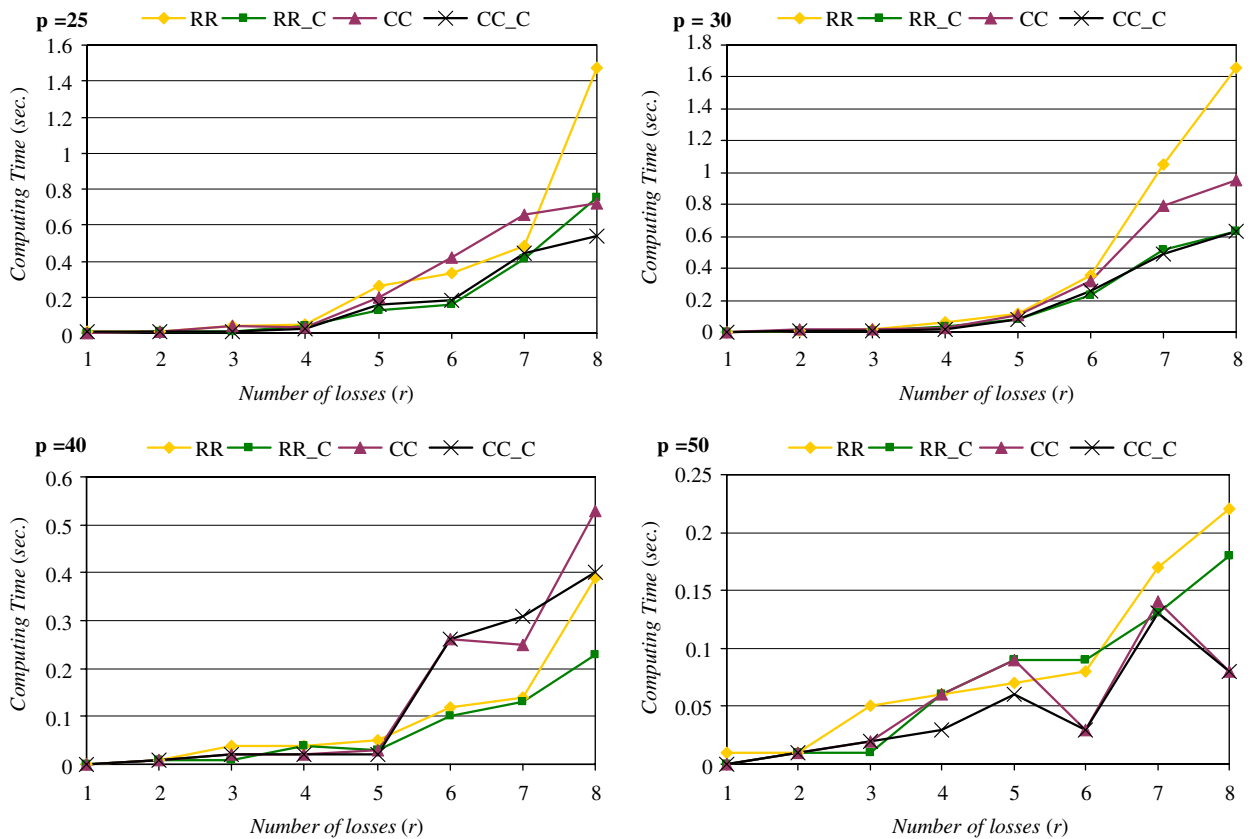 p =25
RR RR_C CC CC_C
1.6
1.4
1.2
1
0.8
0.6
0.4
0.2
0
Computing Time (sec.)
1 2 3 4 5 6 7 8
Number of losses (r)
p = 30
RR RR_C CC CC_C
1.8
1.6
1.4
1.2
1
0.8
0.6
0.4
0.2
0
Computing Time (sec.)
1 2 3 4 5 6 7 8
Number of losses (r)
p =40
RR RR_C CC CC_C
0.6
0.5
0.4
0.3
0.2
0.1
0
Computing Time (sec.)
1 2 3 4 5 6 7 8
Number of losses (r)
p =50
RR RR_C CC CC_C
0.25
0.2
0.15
0.1
0.05
0
Computing Time (sec.)
1 2 3 4 5 6 7 8
Number of losses (r)